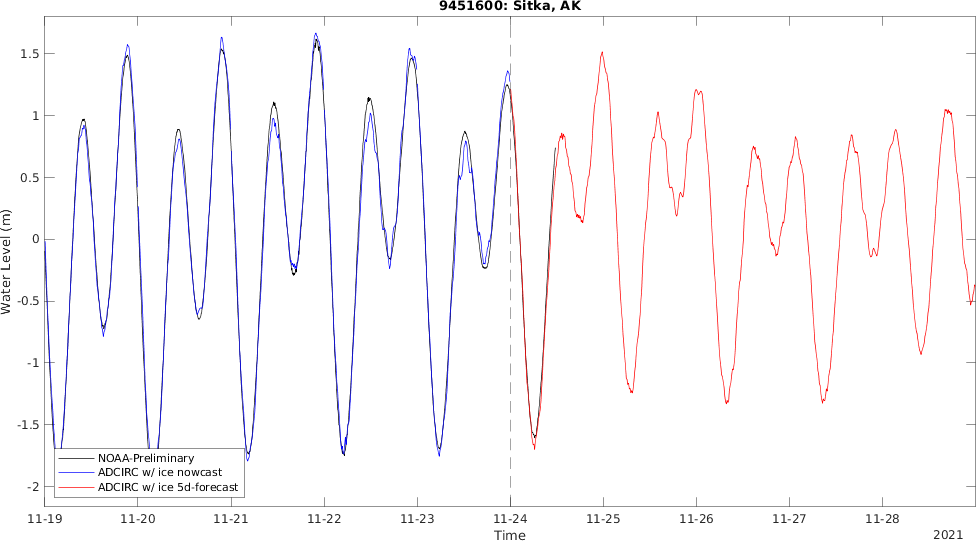 9451600: Sitka, AK
Water Level (m)
1.5
1
0.5
0
-0.5
-1
-1.5
-2
NOAA-Preliminary
ADCIRC w/ ice nowcast
ADCIRC w/ ice 5d-forecast
11-19 11-20 11-21 11-22 11-23 11-24 11-25 11-26 11-27 11-28
Time
2021